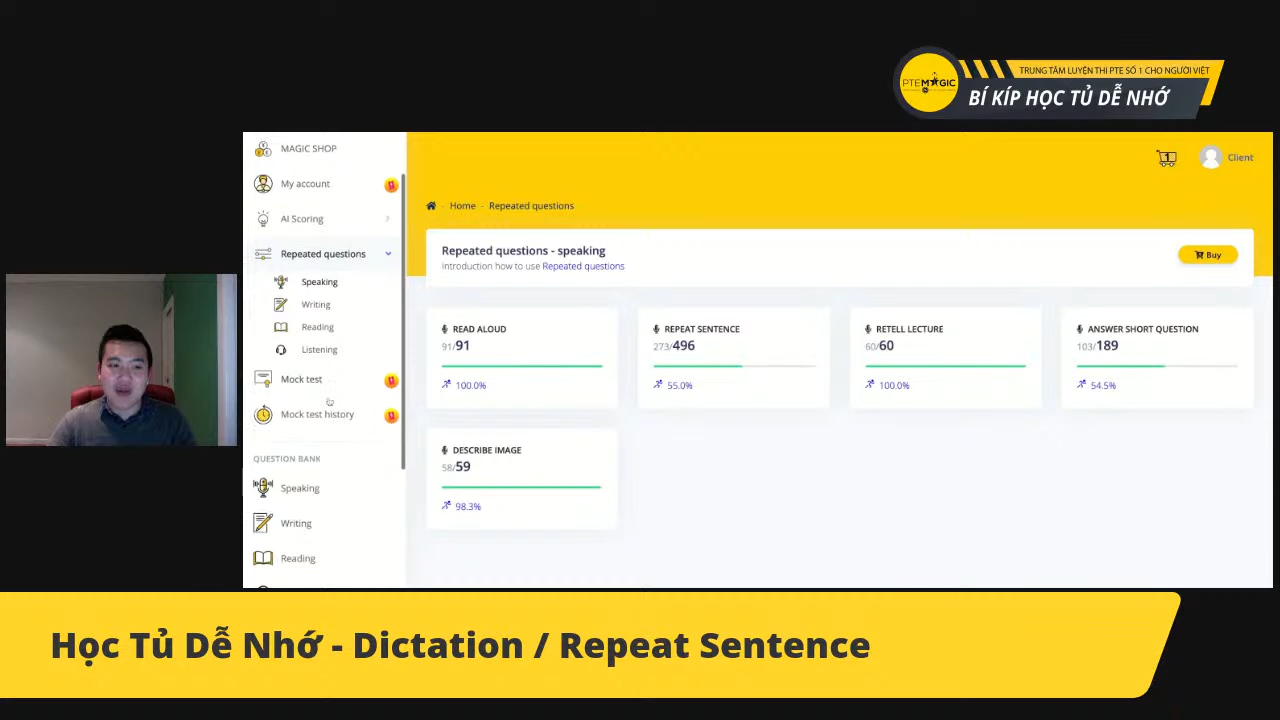 TRUNG TÂM LUYỆN THI PTE SỐ 1 CHO NGƯỜI VIỆT
PTEMAGIC
BÍ KÍP HỌC TỦ DỄ NHỚ
MAGIC SHOP
My account
AI Scoring
Repeated questions
Speaking
Writing
Reading
Listening
Mock test
Mock test history
QUESTION BANK
Speaking
Writing
Reading
1
Client
Home - Repeated questions
Repeated questions - speaking
Introduction how to use Repeated questions
Buy
READ ALOUD
91/91
100.0%
REPEAT SENTENCE
273/496
55.0%
RETELL LECTURE
60/60
100.0%
ANSWER SHORT QUESTION
103/189
54.5%
DESCRIBE IMAGE
58/59
98.3%
Học Tủ Dễ Nhớ - Dictation / Repeat Sentence